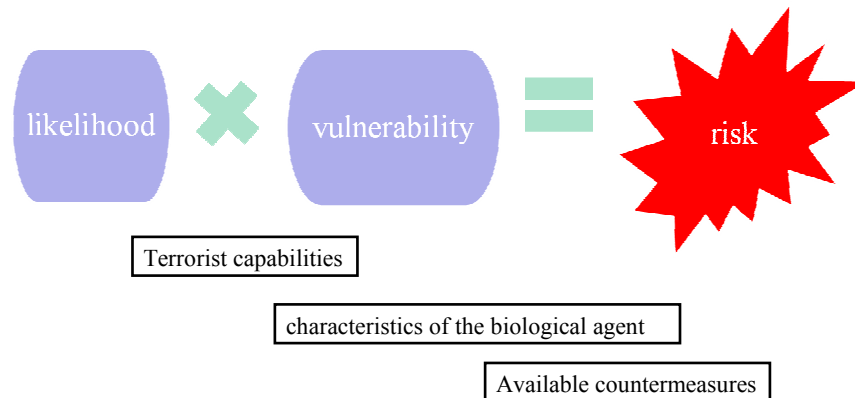 likelihood vulnerability risk
Terrorist capabilities
characteristics of the biological agent
Available countermeasures